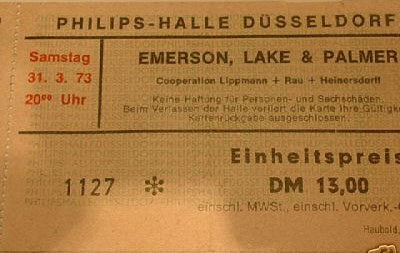 PHILIPS-HALLE DÜSSELDORF
Samstag
31. 3. 73
20⁰⁰ Uhr
EMERSON, LAKE & PALMER
Cooperation Lippmann + Rau + Heinersdorff
Keine Haftung für Personen- und Sachschäden.
Beim Verlassen der Halle verliert die Karte ihre Gültigk
Kartenrückgabe ausgeschlossen.
Einheitspreis
1127 ✻ DM 13,00
einschl. MWSt., einschl. Vorverk.-
Haubold,